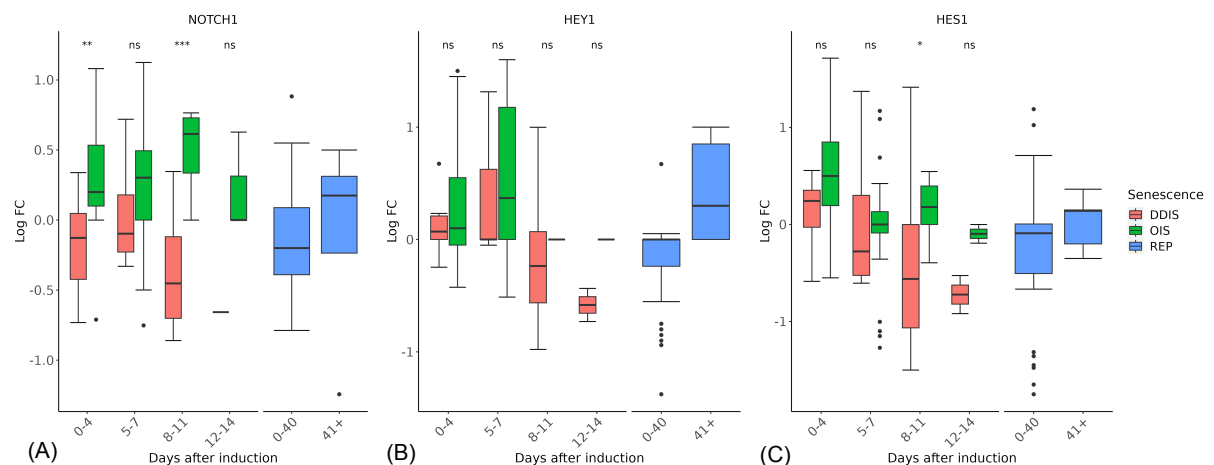 NOTCH1
** ns *** ns
Log FC
1.0
0.5
0.0
-0.5
-1.0
0-4 5-7 8-11 12-14 0-40 41+
Days after induction
(A)
HEY1
ns ns ns ns
Log FC
1
0
-1
0-4 5-7 8-11 12-14 0-40 41+
Days after induction
(B)
HES1
ns ns * ns
Log FC
1
0
-1
0-4 5-7 8-11 12-14 0-40 41+
Days after induction
(C)
Senescence
DDIS
OIS
REP